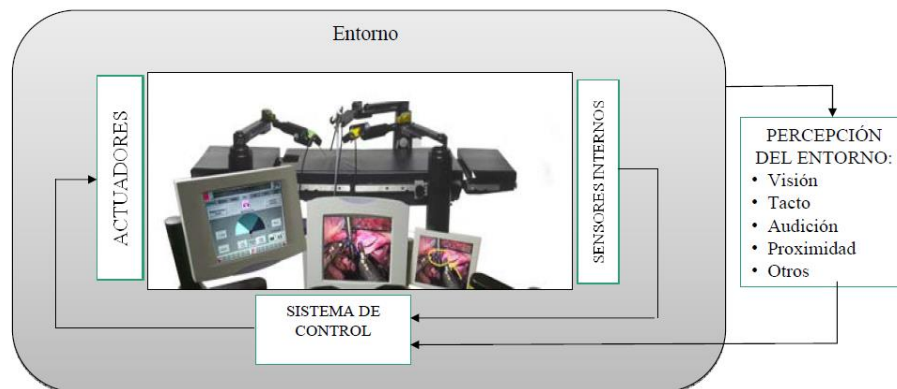 Entorno
ACTUADORES
SENSORES INTERNOS
SISTEMA DE
CONTROL
PERCEPCIÓN
DEL ENTORNO:
• Visión
• Tacto
• Audición
• Proximidad
• Otros